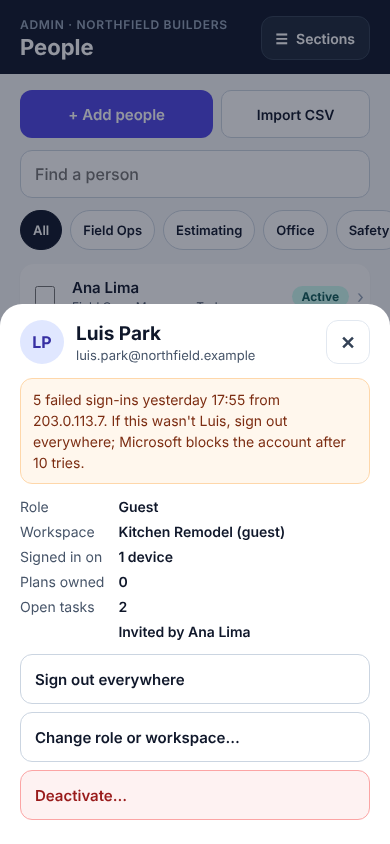 ADMIN · NORTHFIELD BUILDERS
People
☰ Sections
+ Add people
Import CSV
Find a person
All
Field Ops
Estimating
Office
Safety
Ana Lima
Active
LP
Luis Park
luis.park@northfield.example
5 failed sign-ins yesterday 17:55 from
203.0.113.7. If this wasn't Luis, sign out
everywhere; Microsoft blocks the account after
10 tries.
Role Guest
Workspace Kitchen Remodel (guest)
Signed in on 1 device
Plans owned 0
Open tasks 2
Invited by Ana Lima
Sign out everywhere
Change role or workspace...
Deactivate...